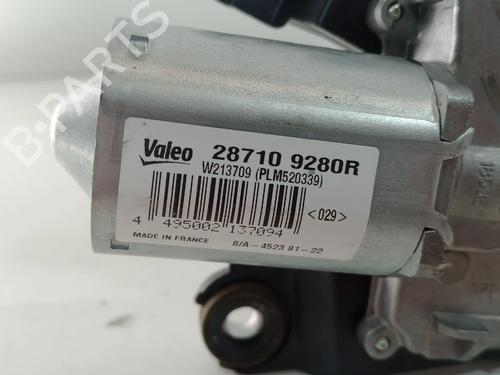 B-PARTS
Valeo 28710 9280R
W213709 (PLM520339)
<029>
4 495002 137094
MADE IN FRANCE 8/A-4523 81-22